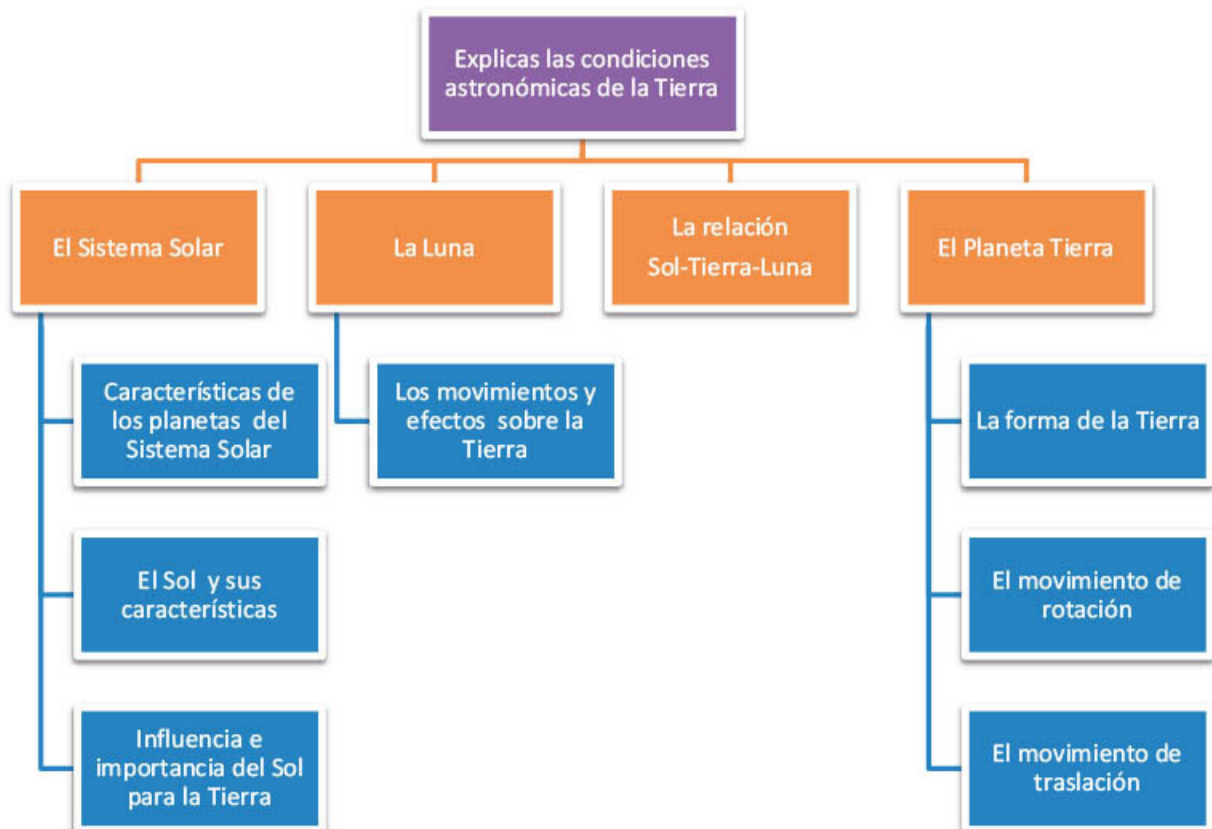 Explicas las condiciones
astronómicas de la Tierra
El Sistema Solar
La Luna
La relación
Sol-Tierra-Luna
El Planeta Tierra
Característícas de
los planetas del
Sistema Solar
El Sol y sus
característícas
Influencia e
importancia del Sol
para la Tierra
Los movimientos y
efectos sobre la
Tierra
La forma de la Tierra
El movimiento de
rotación
El movimiento de
traslación